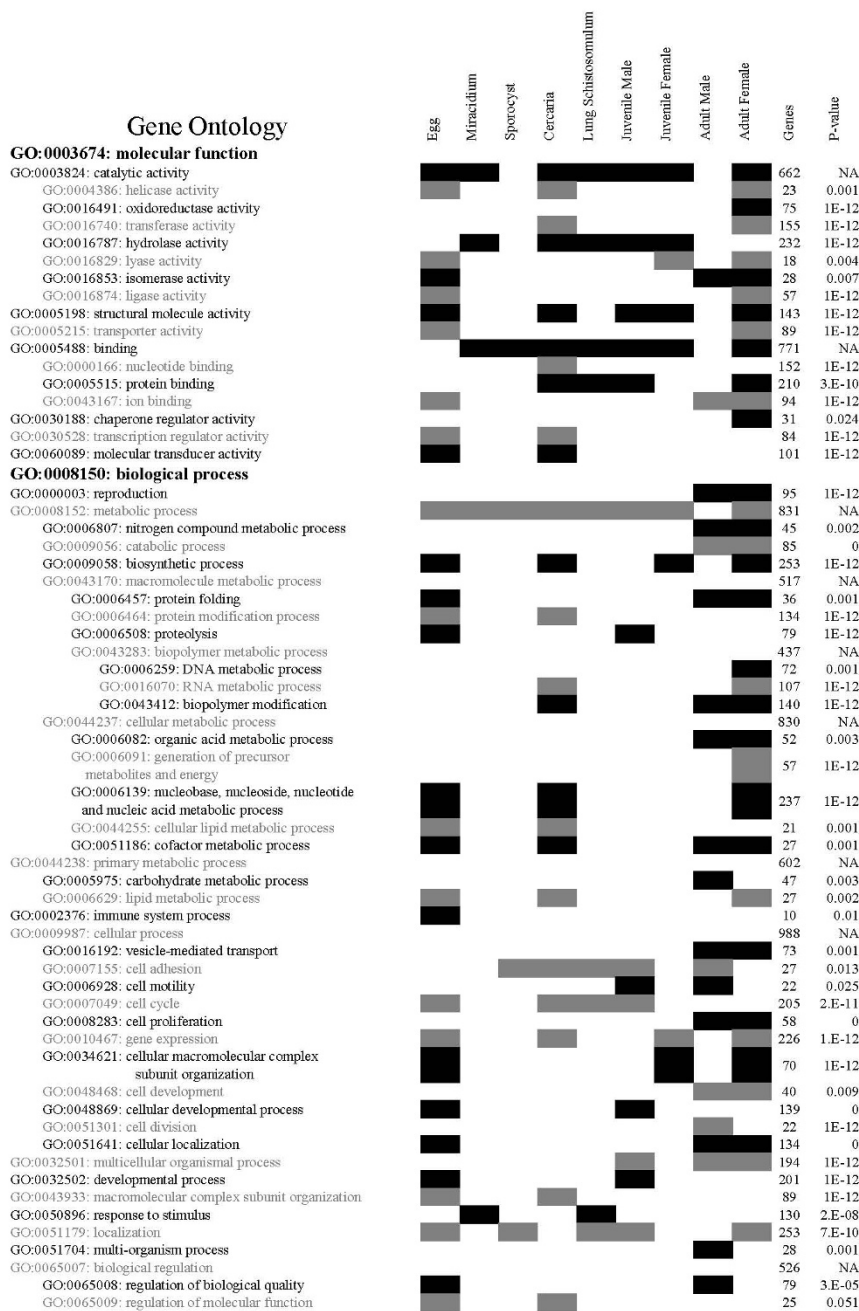 Gene Ontology
Egg
Miracidium
Sporocyst
Cercaria
Lung Schistosomulum
Juvenile Male
Juvenile Female
Adult Male
Adult Female
Genes
P-value
GO:0003674: molecular function
GO:0003824: catalytic activity 662 NA
GO:0004386: helicase activity 23 0.001
GO:0016491: oxidoreductase activity 75 1E-12
GO:0016740: transferase activity 155 1E-12
GO:0016787: hydrolase activity 232 1E-12
GO:0016829: lyase activity 18 0.004
GO:0016853: isomerase activity 28 0.007
GO:0016874: ligase activity 57 1E-12
GO:0005198: structural molecule activity 143 1E-12
GO:0005215: transporter activity 89 1E-12
GO:0005488: binding 771 NA
GO:0000166: nucleotide binding 152 1E-12
GO:0005515: protein binding 210 3.E-10
GO:0043167: ion binding 94 1E-12
GO:0030188: chaperone regulator activity 31 0.024
GO:0030528: transcription regulator activity 84 1E-12
GO:0060089: molecular transducer activity 101 1E-12
GO:0008150: biological process
GO:0000003: reproduction 95 1E-12
GO:0008152: metabolic process 831 NA
GO:0006807: nitrogen compound metabolic process 45 0.002
GO:0009056: catabolic process 85 0
GO:0009058: biosynthetic process 253 1E-12
GO:0043170: macromolecule metabolic process 517 NA
GO:0006457: protein folding 36 0.001
GO:0006464: protein modification process 134 1E-12
GO:0006508: proteolysis 79 1E-12
GO:0043283: biopolymer metabolic process 437 NA
GO:0006259: DNA metabolic process 72 0.001
GO:0016070: RNA metabolic process 107 1E-12
GO:0043412: biopolymer modification 140 1E-12
GO:0044237: cellular metabolic process 830 NA
GO:0006082: organic acid metabolic process 52 0.003
GO:0006091: generation of precursor
metabolites and energy 57 1E-12
GO:0006139: nucleobase, nucleoside, nucleotide
and nucleic acid metabolic process 237 1E-12
GO:0044255: cellular lipid metabolic process 21 0.001
GO:0051186: cofactor metabolic process 27 0.001
GO:0044238: primary metabolic process 602 NA
GO:0005975: carbohydrate metabolic process 47 0.003
GO:0006629: lipid metabolic process 27 0.002
GO:0002376: immune system process 10 0.01
GO:0009987: cellular process 988 NA
GO:0016192: vesicle-mediated transport 73 0.001
GO:0007155: cell adhesion 27 0.013
GO:0006928: cell motility 22 0.025
GO:0007049: cell cycle 205 2.E-11
GO:0008283: cell proliferation 58 0
GO:0010467: gene expression 226 1.E-12
GO:0034621: cellular macromolecular complex
subunit organization 70 1E-12
GO:0048468: cell development 40 0.009
GO:0048869: cellular developmental process 139 0
GO:0051301: cell division 22 1E-12
GO:0051641: cellular localization 134 0
GO:0032501: multicellular organismal process 194 1E-12
GO:0032502: developmental process 201 1E-12
GO:0043933: macromolecular complex subunit organization 89 1E-12
GO:0050896: response to stimulus 130 2.E-08
GO:0051179: localization 253 7.E-10
GO:0051704: multi-organism process 28 0.001
GO:0065007: biological regulation 526 NA
GO:0065008: regulation of biological quality 79 3.E-05
GO:0065009: regulation of molecular function 25 0.051